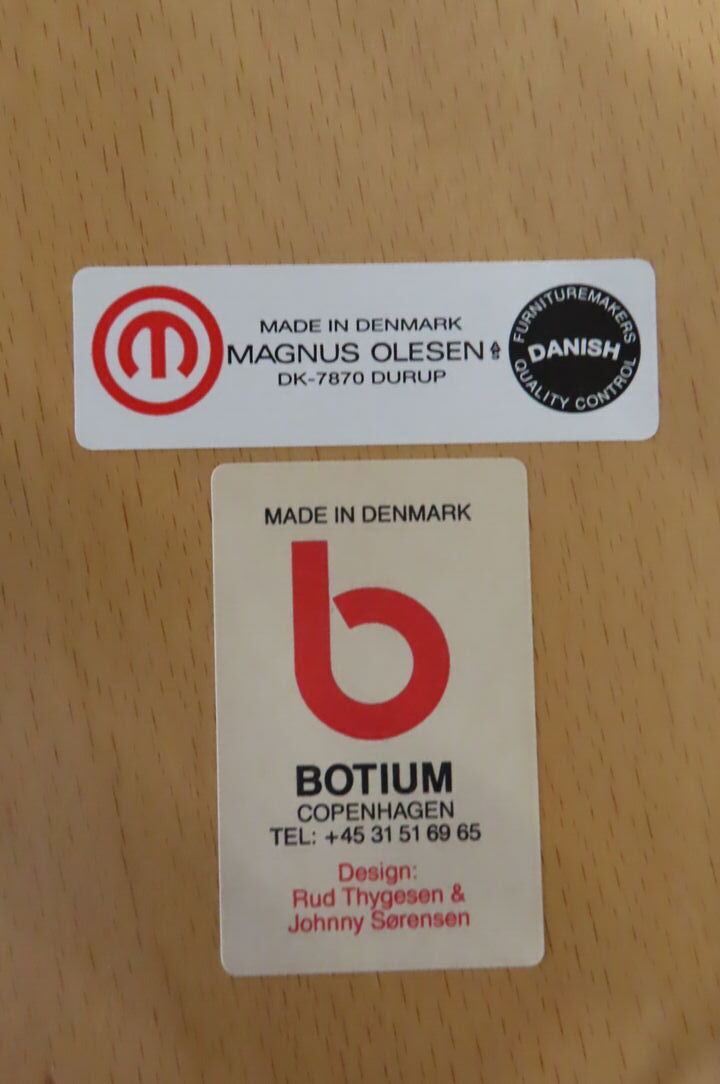 MADE IN DENMARK
MAGNUS OLESEN A/S
DK-7870 DURUP
FURNITUREMAKERS
DANISH
QUALITY CONTROL
MADE IN DENMARK
b
BOTIUM
COPENHAGEN
TEL: +45 31 51 69 65
Design:
Rud Thygesen &
Johnny Sørensen